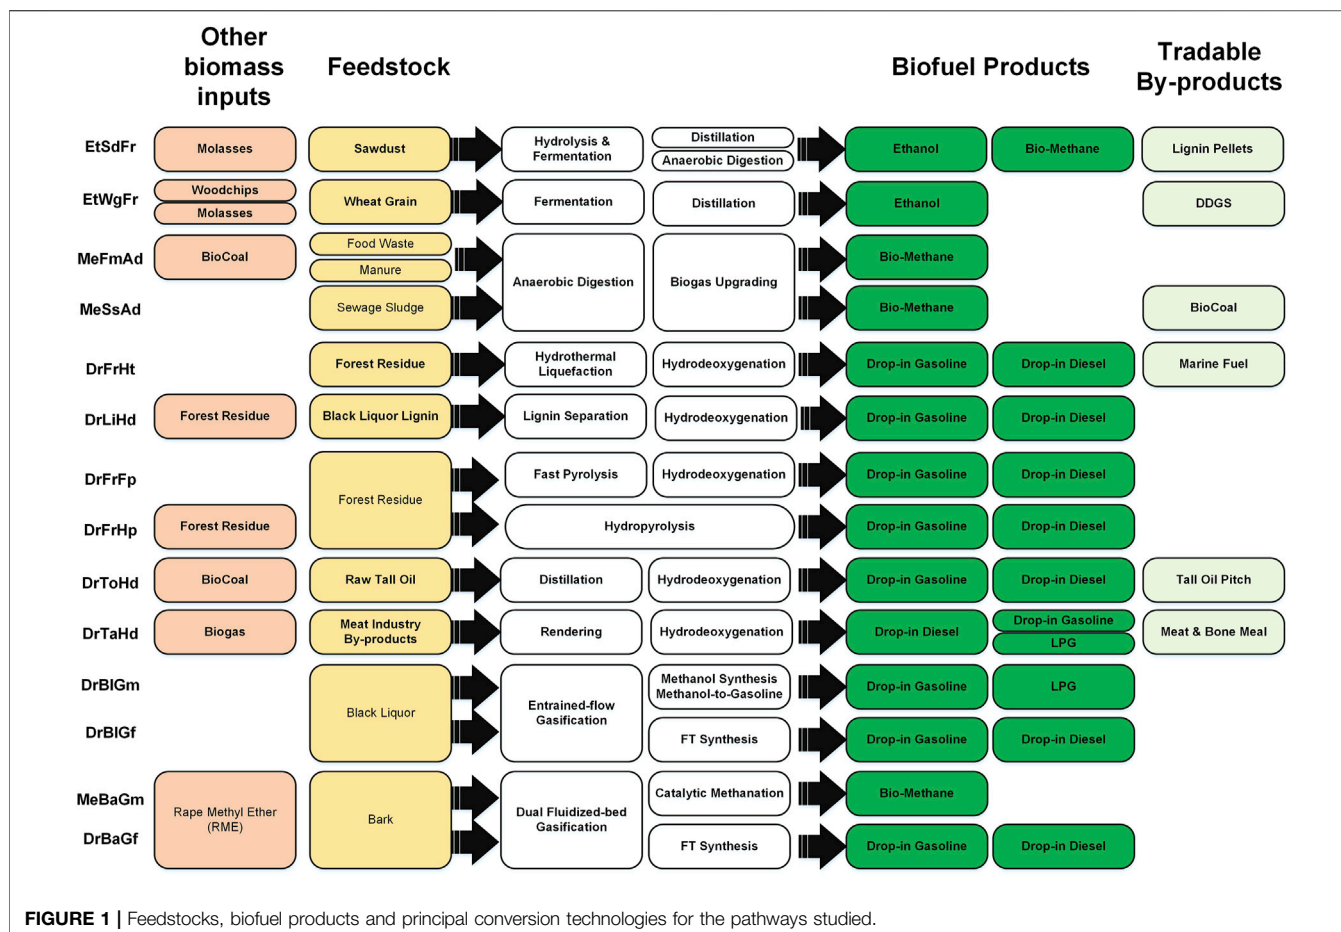 Other
biomass
inputs
Feedstock
Biofuel Products
Tradable
By-products
EtSdFr
Molasses
Sawdust
Hydrolysis &
Fermentation
Distillation
Anaerobic Digestion
Ethanol
Bio-Methane
Lignin Pellets
EtWgFr
Woodchips
Molasses
Wheat Grain
Fermentation
Distillation
Ethanol
DDGS
MeFmAd
BioCoal
Food Waste
Manure
Anaerobic Digestion
Biogas Upgrading
Bio-Methane
MeSsAd
Sewage Sludge
Bio-Methane
BioCoal
DrFrHt
Forest Residue
Hydrothermal
Liquefaction
Hydrodeoxygenation
Drop-in Gasoline
Drop-in Diesel
Marine Fuel
DrLiHd
Forest Residue
Black Liquor Lignin
Lignin Separation
Hydrodeoxygenation
Drop-in Gasoline
Drop-in Diesel
DrFrFp
Forest Residue
Fast Pyrolysis
Hydrodeoxygenation
Drop-in Gasoline
Drop-in Diesel
DrFrHp
Forest Residue
Hydropyrolysis
Drop-in Gasoline
Drop-in Diesel
DrToHd
BioCoal
Raw Tall Oil
Distillation
Hydrodeoxygenation
Drop-in Gasoline
Drop-in Diesel
Tall Oil Pitch
DrTaHd
Biogas
Meat Industry
By-products
Rendering
Hydrodeoxygenation
Drop-in Diesel
Drop-in Gasoline
LPG
Meat & Bone Meal
DrBlGm
Black Liquor
Entrained-flow
Gasification
Methanol Synthesis
Methanol-to-Gasoline
Drop-in Gasoline
LPG
DrBlGf
FT Synthesis
Drop-in Gasoline
Drop-in Diesel
MeBaGm
Rape Methyl Ether
(RME)
Bark
Dual Fluidized-bed
Gasification
Catalytic Methanation
Bio-Methane
DrBaGf
FT Synthesis
Drop-in Gasoline
Drop-in Diesel
FIGURE 1 | Feedstocks, biofuel products and principal conversion technologies for the pathways studied.